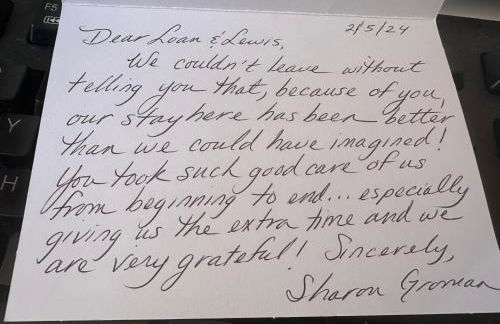 2/5/24
Dear Loan & Lewis,
We couldn't leave without
telling you that, because of you,
our stay here has been better
than we could have imagined!
You took such good care of us
from beginning to end... especially
giving us the extra time and we
are very grateful! Sincerely,
Sharon
F5
Y
H